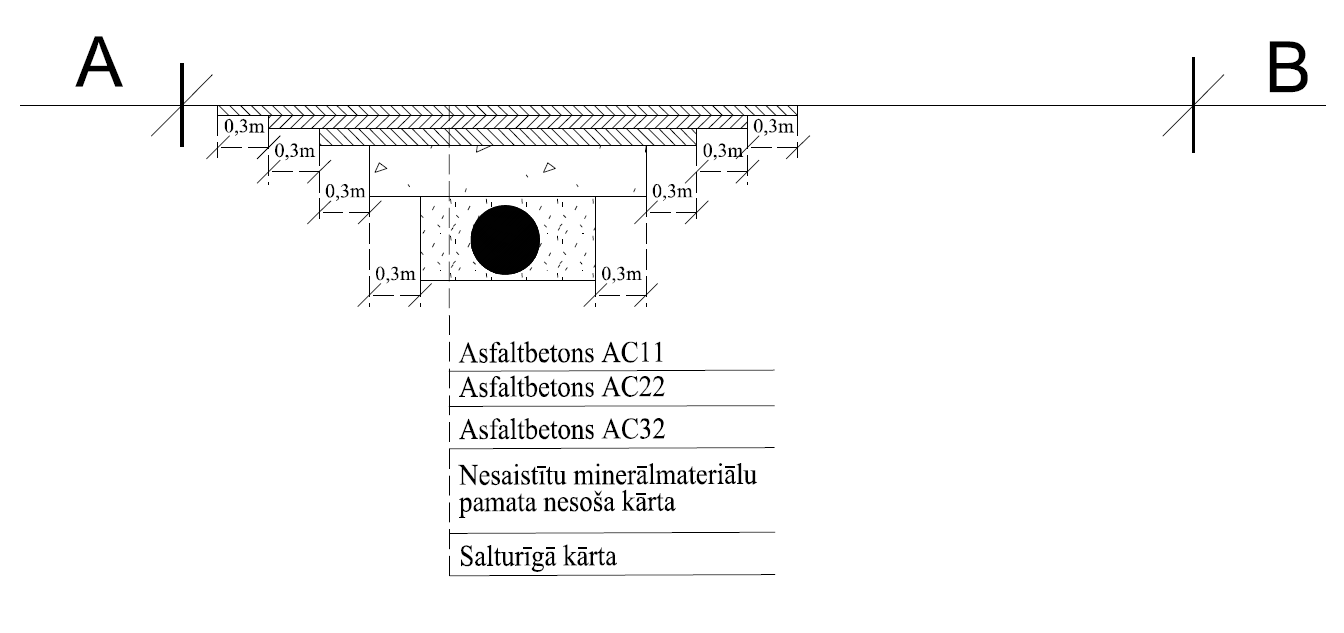 A
B
0,3m
0,3m
0,3m
0,3m
0,3m
0,3m
0,3m
0,3m
Asfaltbetons AC11
Asfaltbetons AC22
Asfaltbetons AC32
Nesaistītu minerālmateriālu
pamata nesoša kārta
Salturīgā kārta